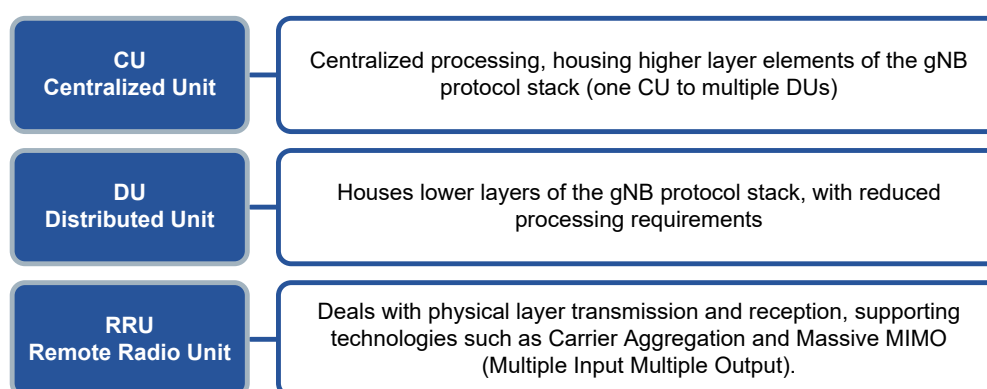 CU
Centralized Unit
Centralized processing, housing higher layer elements of the gNB
protocol stack (one CU to multiple DUs)
DU
Distributed Unit
Houses lower layers of the gNB protocol stack, with reduced
processing requirements
RRU
Remote Radio Unit
Deals with physical layer transmission and reception, supporting
technologies such as Carrier Aggregation and Massive MIMO
(Multiple Input Multiple Output).